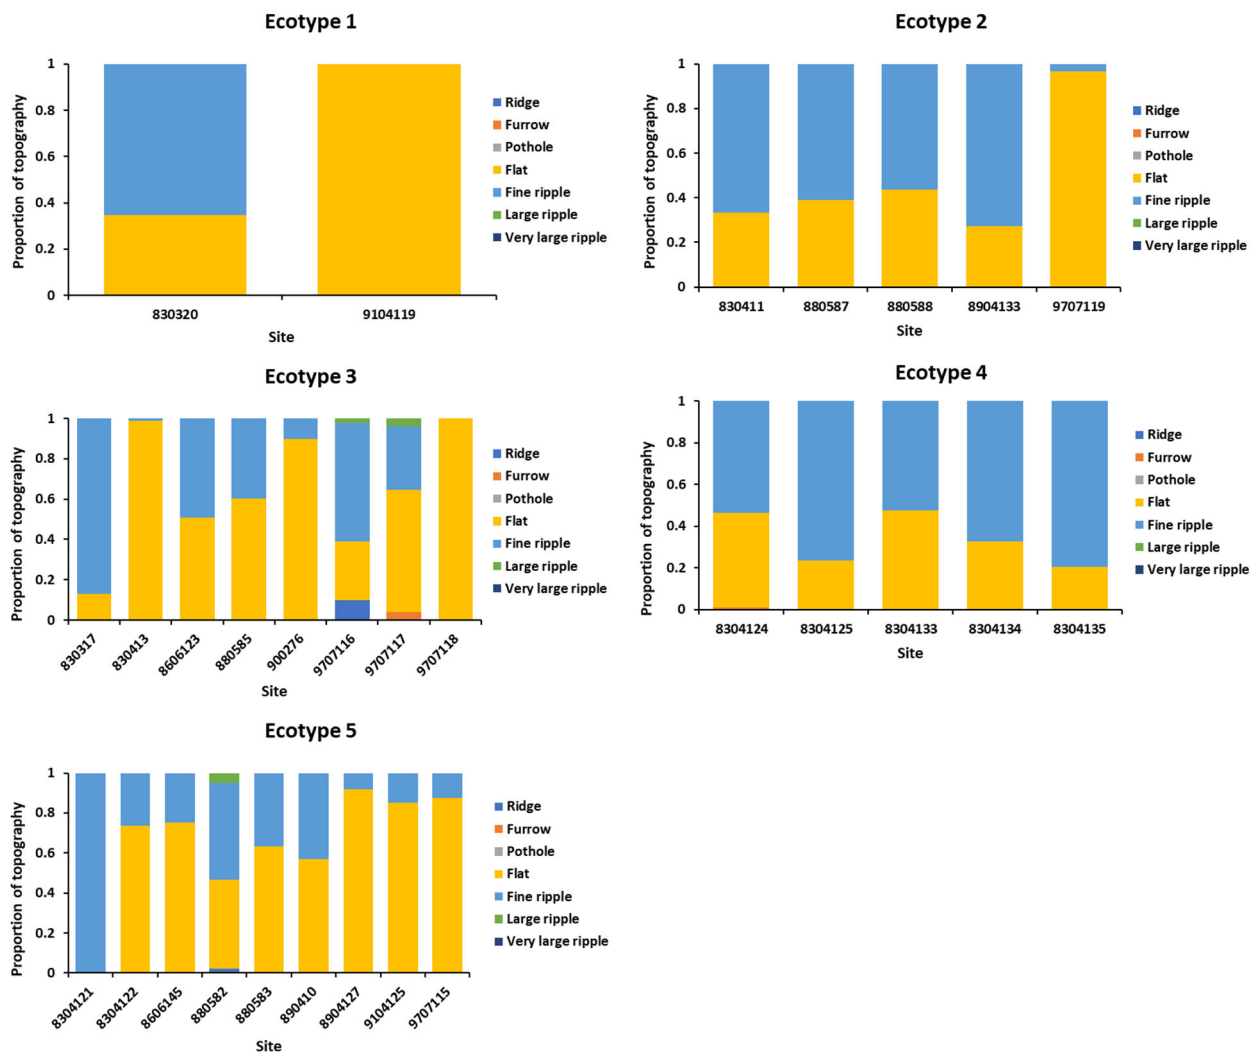 Ecotype 1
Proportion of topography
1
0.8
0.6
0.4
0.2
0
830320
9104119
Site
Ridge
Furrow
Pothole
Flat
Fine ripple
Large ripple
Very large ripple
Ecotype 2
Proportion of topography
1
0.8
0.6
0.4
0.2
0
830411
880587
880588
8904133
9707119
Site
Ridge
Furrow
Pothole
Flat
Fine ripple
Large ripple
Very large ripple
Ecotype 3
Proportion of topography
1
0.8
0.6
0.4
0.2
0
830317
830413
8606123
880585
900276
9707116
9707117
9707118
Site
Ridge
Furrow
Pothole
Flat
Fine ripple
Large ripple
Very large ripple
Ecotype 4
Proportion of topography
1
0.8
0.6
0.4
0.2
0
8304124
8304125
8304133
8304134
8304135
Site
Ridge
Furrow
Pothole
Flat
Fine ripple
Large ripple
Very large ripple
Ecotype 5
Proportion of topography
1
0.8
0.6
0.4
0.2
0
8304121
8304122
8606145
880582
880583
890410
8904127
9104125
9707115
Site
Ridge
Furrow
Pothole
Flat
Fine ripple
Large ripple
Very large ripple